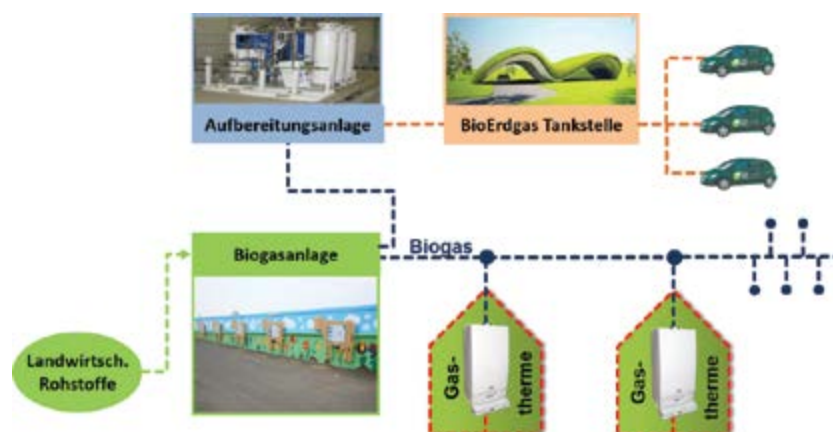 Aufbereitungsanlage
BioErdgas Tankstelle
Biogasanlage
Biogas
Landwirtsch.
Rohstoffe
Gas-
therme
Gas-
therme